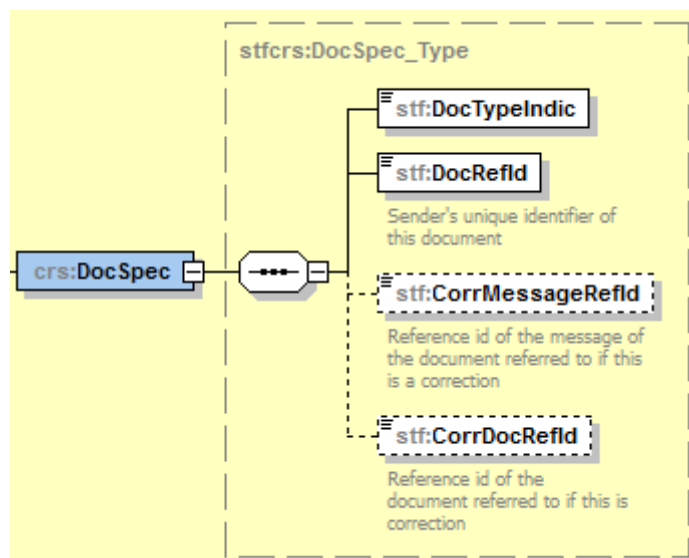 stfcrs:DocSpec_Type
stf:DocTypeIndic
stf:DocRefId
Sender's unique identifier of
this document
crs:DocSpec
stf:CorrMessageRefId
Reference id of the message of
the document referred to if this
is a correction
stf:CorrDocRefId
Reference id of the
document referred to if this is
correction